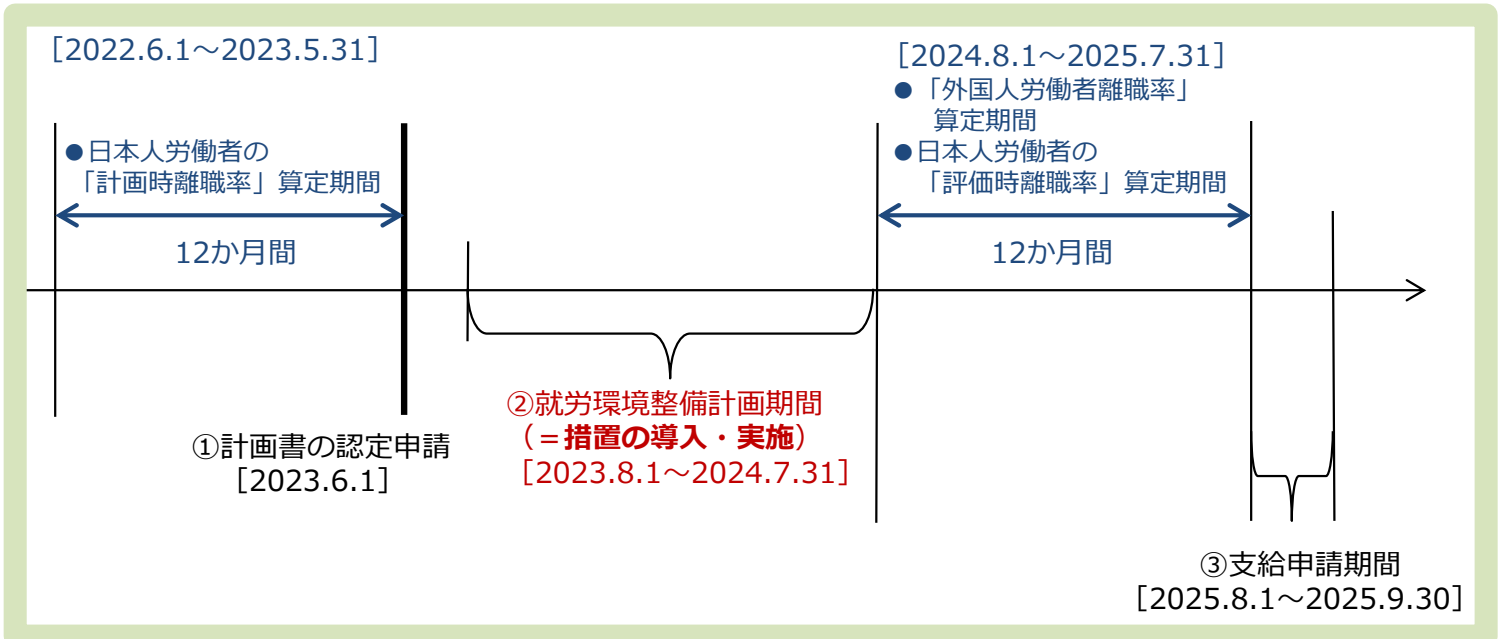 ［2022.6.1～2023.5.31］
●日本人労働者の
「計画時離職率」算定期間
12か月間
［2024.8.1～2025.7.31］
●「外国人労働者離職率」
算定期間
●日本人労働者の
「評価時離職率」算定期間
12か月間
①計画書の認定申請
［2023.6.1］
②就労環境整備計画期間
（＝措置の導入・実施）
［2023.8.1～2024.7.31］
③支給申請期間
［2025.8.1～2025.9.30］